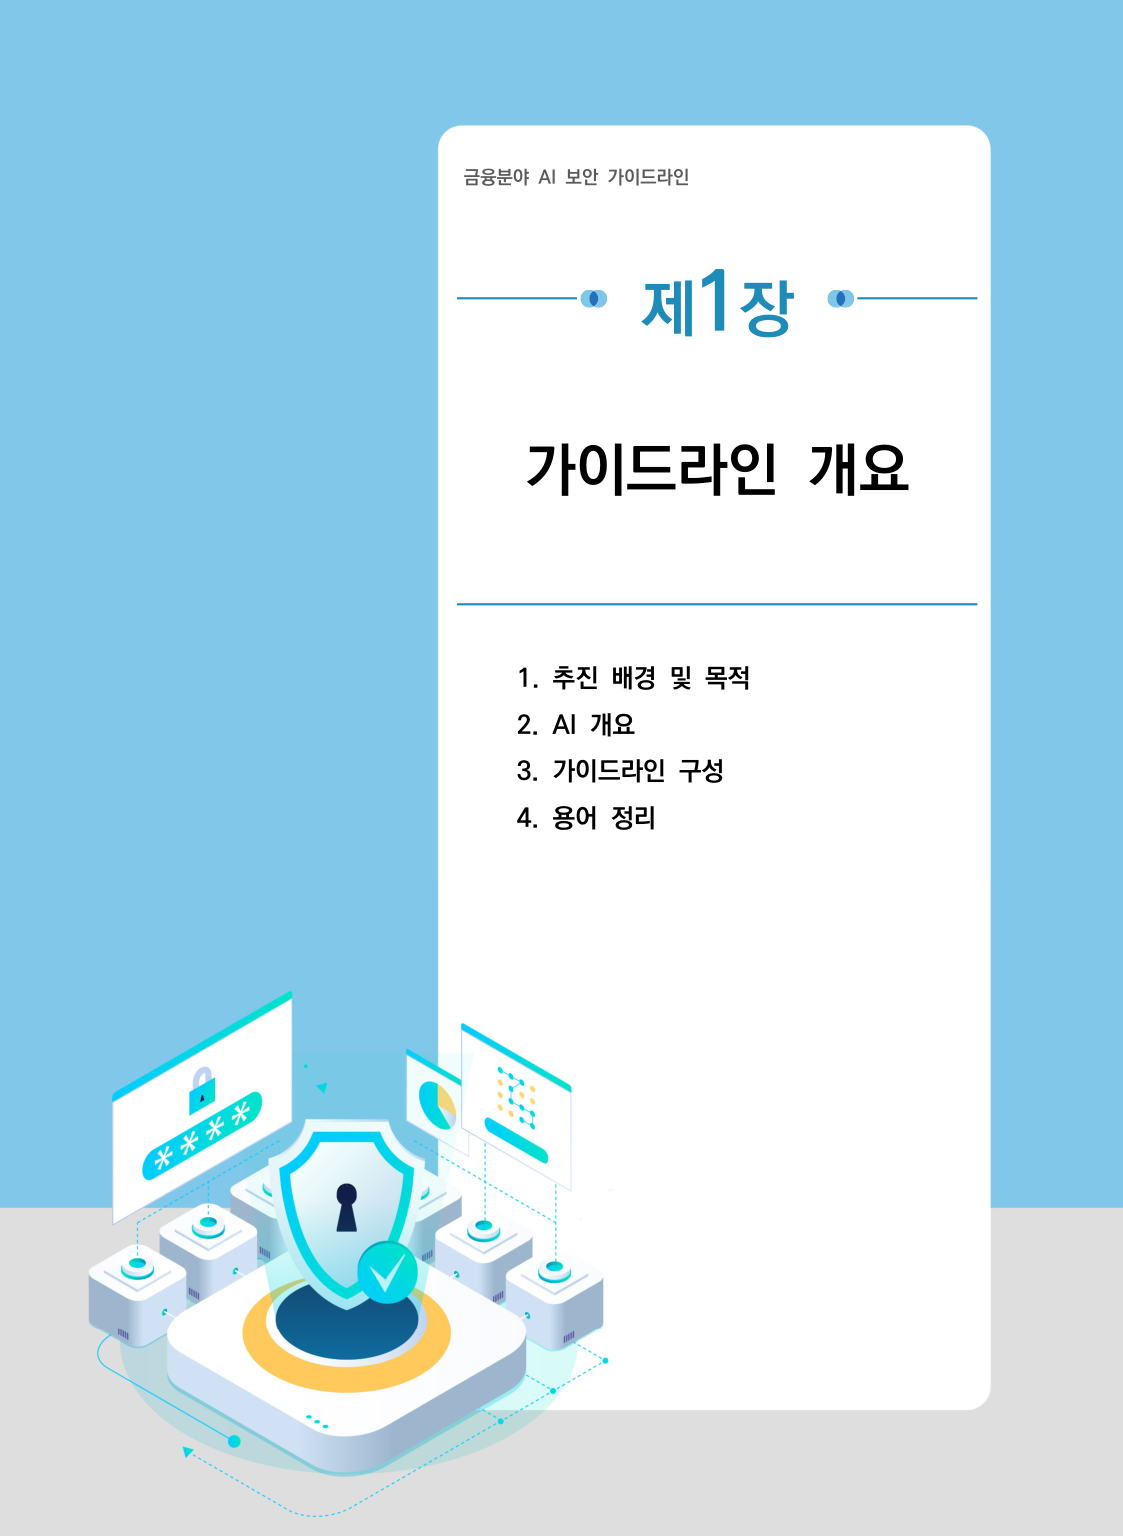 금융분야 AI 보안 가이드라인
제1장
가이드라인 개요
1. 추진 배경 및 목적
2. AI 개요
3. 가이드라인 구성
4. 용어 정리
****